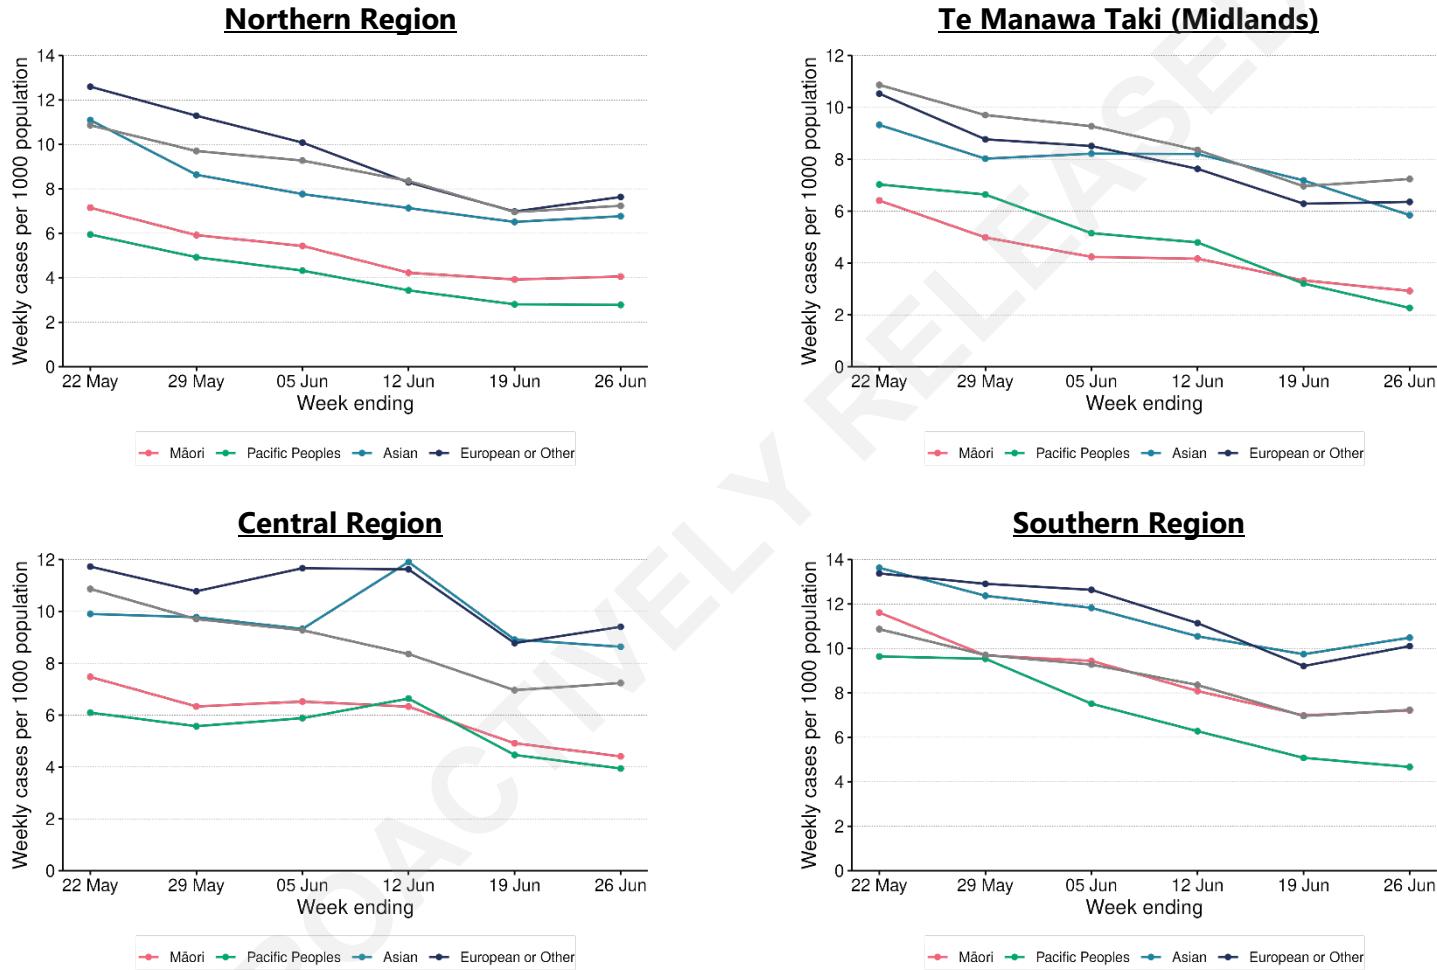 Northern Region
Weekly cases per 1000 population
14
12
10
8
6
4
2
0
22 May 29 May 05 Jun 12 Jun 19 Jun 26 Jun
Week ending
Māori Pacific Peoples Asian European or Other
Te Manawa Taki (Midlands)
Weekly cases per 1000 population
12
10
8
6
4
2
0
22 May 29 May 05 Jun 12 Jun 19 Jun 26 Jun
Week ending
Māori Pacific Peoples Asian European or Other
Central Region
Weekly cases per 1000 population
12
10
8
6
4
2
0
22 May 29 May 05 Jun 12 Jun 19 Jun 26 Jun
Week ending
Māori Pacific Peoples Asian European or Other
Southern Region
Weekly cases per 1000 population
14
12
10
8
6
4
2
0
22 May 29 May 05 Jun 12 Jun 19 Jun 26 Jun
Week ending
Māori Pacific Peoples Asian European or Other
OACTIVELY RELEASED